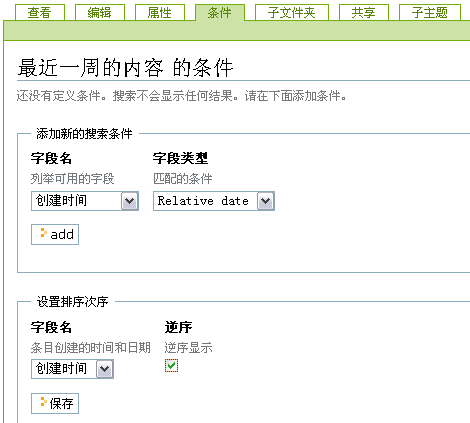 查看 编辑 属性 条件 子文件夹 共享 子主题
最近一周的内容 的条件
还没有定义条件。搜索不会显示任何结果。请在下面添加条件。
添加新的搜索条件
字段名 字段类型
列举可用的字段 匹配的条件
创建时间 Relative date
add
设置排序次序
字段名 逆序
条目创建的时间和日期 逆序显示
创建时间
保存